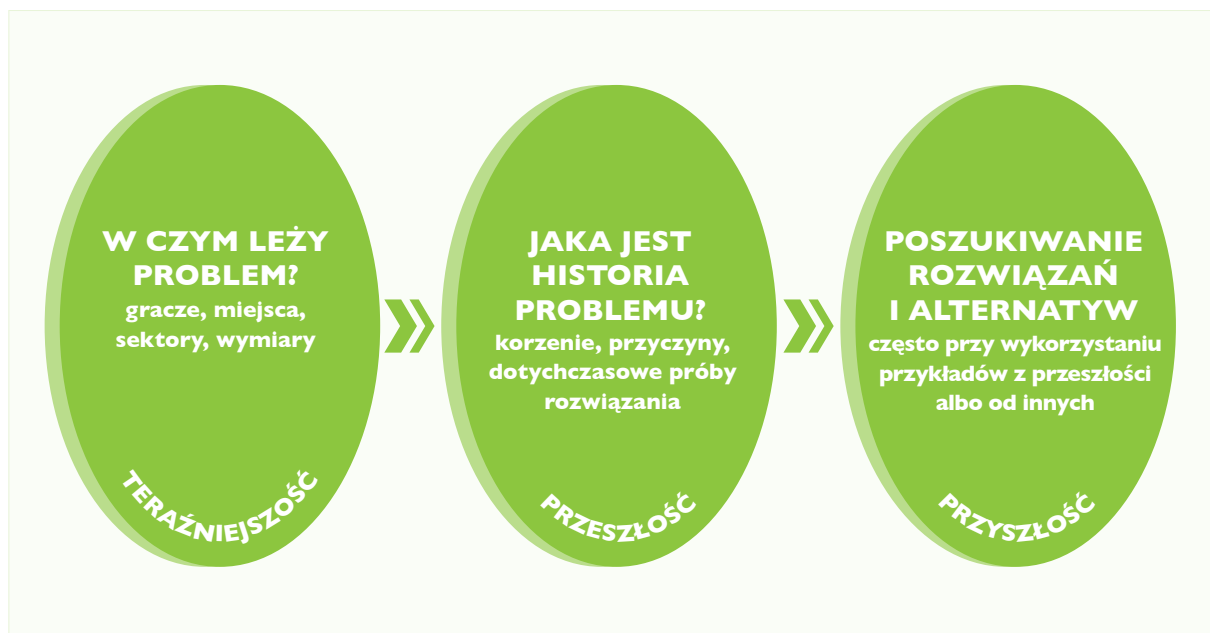 W CZYM LEŻY
PROBLEM?
gracze, miejsca,
sektory, wymiary
TERAŹNIEJSZOŚĆ
JAKA JEST
HISTORIA
PROBLEMU?
korzenie, przyczyny,
dotychczasowe próby
rozwiązania
PRZESZŁOŚĆ
POSZUKIWANIE
ROZWIĄZAŃ
I ALTERNATYW
często przy wykorzystaniu
przykładów z przeszłości
albo od innych
PRZYSZŁOŚĆ